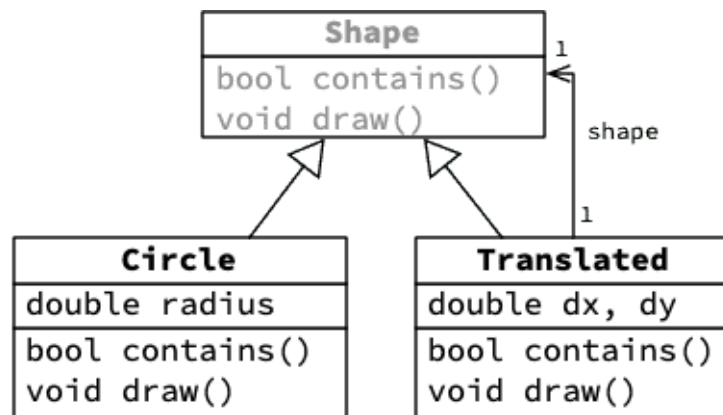 Shape
1
bool contains()
void draw()
shape
1
Circle
double radius
bool contains()
void draw()
Translated
double dx, dy
bool contains()
void draw()